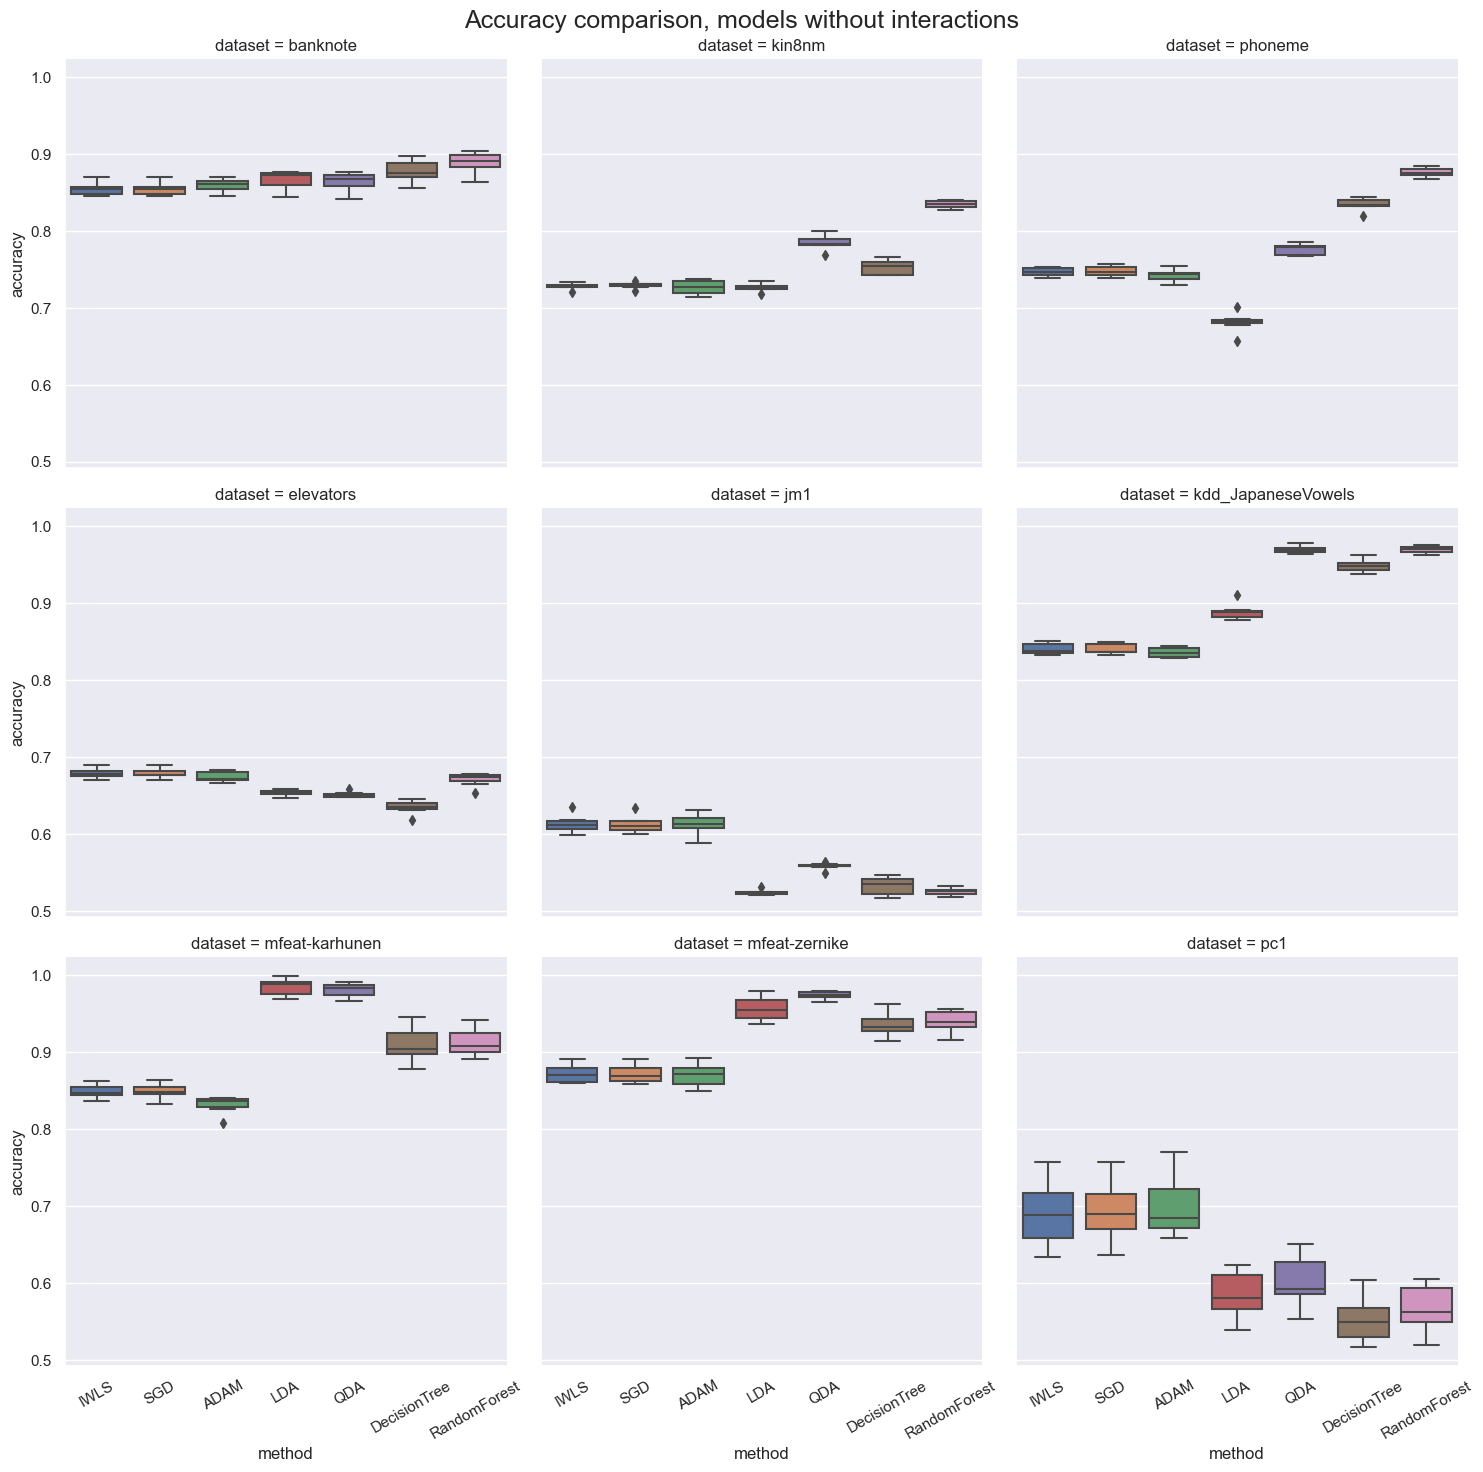 Accuracy comparison, models without interactions
dataset = banknote
dataset = kin8nm
dataset = phoneme
1.0
0.9
0.8
0.7
0.6
0.5
accuracy
dataset = elevators
dataset = jm1
dataset = kdd_JapaneseVowels
1.0
0.9
0.8
0.7
0.6
0.5
accuracy
dataset = mfeat-karhunen
dataset = mfeat-zernike
dataset = pc1
1.0
0.9
0.8
0.7
0.6
0.5
accuracy
IWLS
SGD
ADAM
LDA
QDA
DecisionTree
RandomForest
IWLS
SGD
ADAM
LDA
QDA
DecisionTree
RandomForest
IWLS
SGD
ADAM
LDA
QDA
DecisionTree
RandomForest
method
method
method